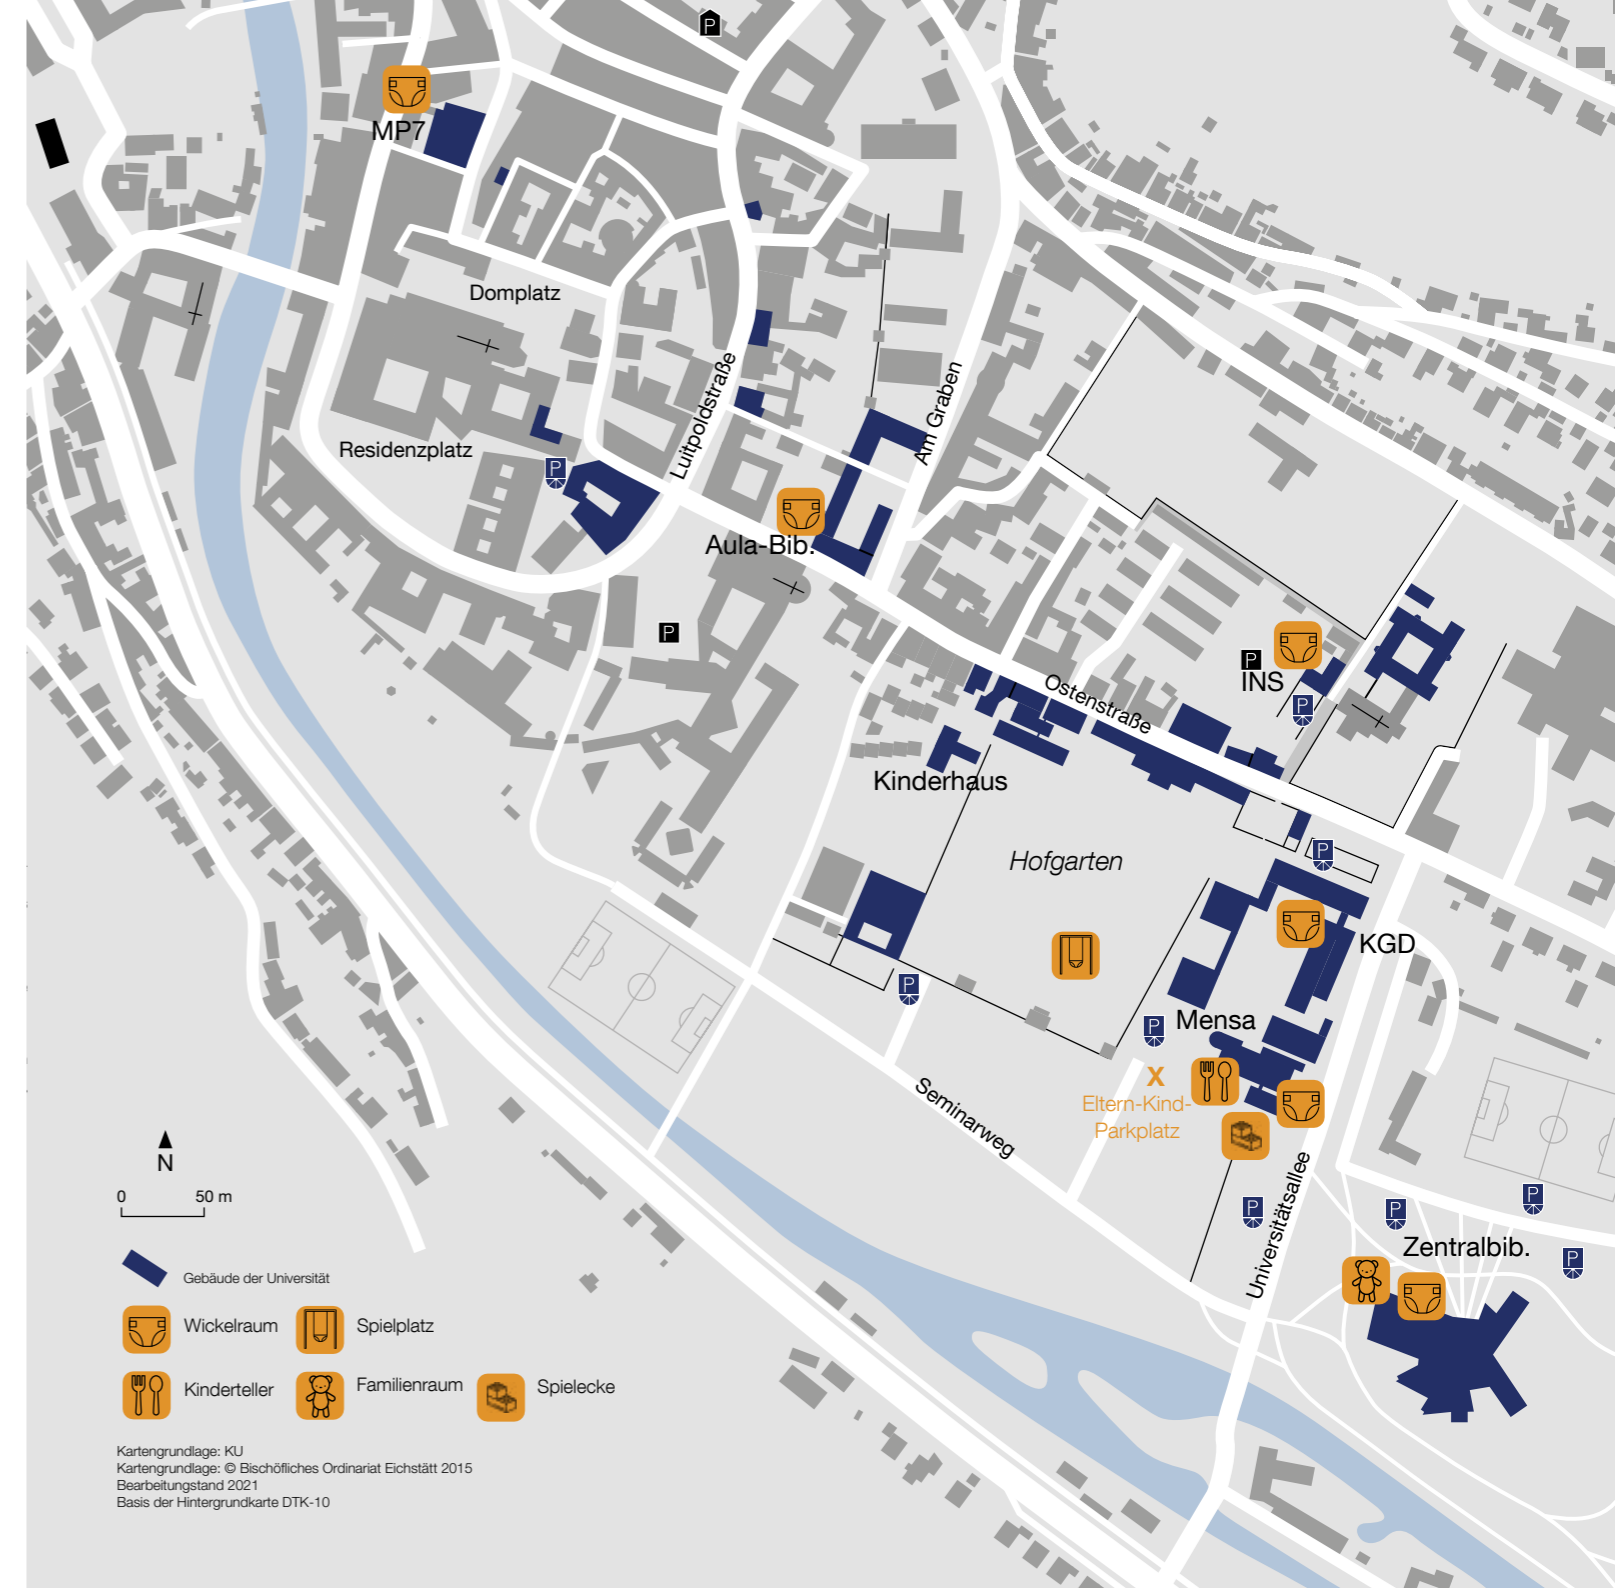 P
MP7
Domplatz
Luitpoldstraße
Am Graben
Residenzplatz
P
Aula-Bib.
P
P
INS
P
Ostenstraße
Kinderhaus
Hofgarten
P
KGD
P
P
Mensa
X
Eltern-Kind-
Parkplatz
Seminarweg
Universitätsallee
P
P
P
Zentralbib.
P
N
0 50 m
Gebäude der Universität
Wickelraum
Spielplatz
Kinderteller
Familienraum
Spielecke
Kartengrundlage: KU
Kartengrundlage: © Bischöfliches Ordinariat Eichstätt 2015
Bearbeitungstand 2021
Basis der Hintergrundkarte DTK-10